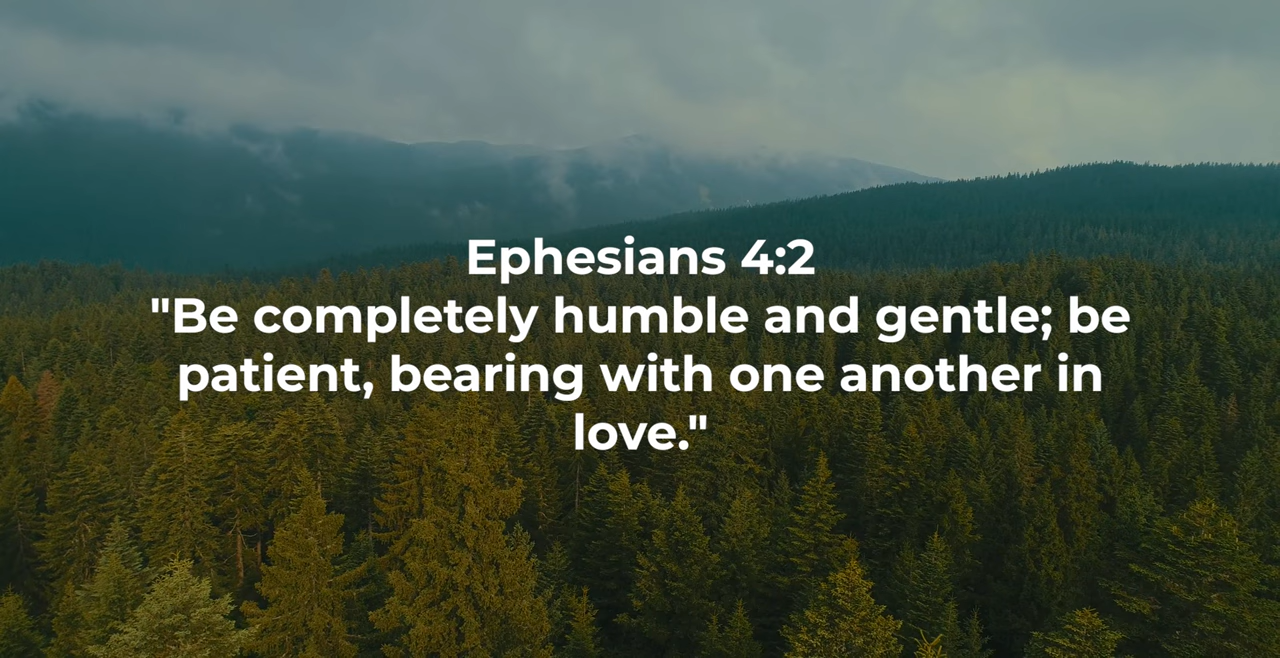 Ephesians 4:2
"Be completely humble and gentle; be
patient, bearing with one another in
love."